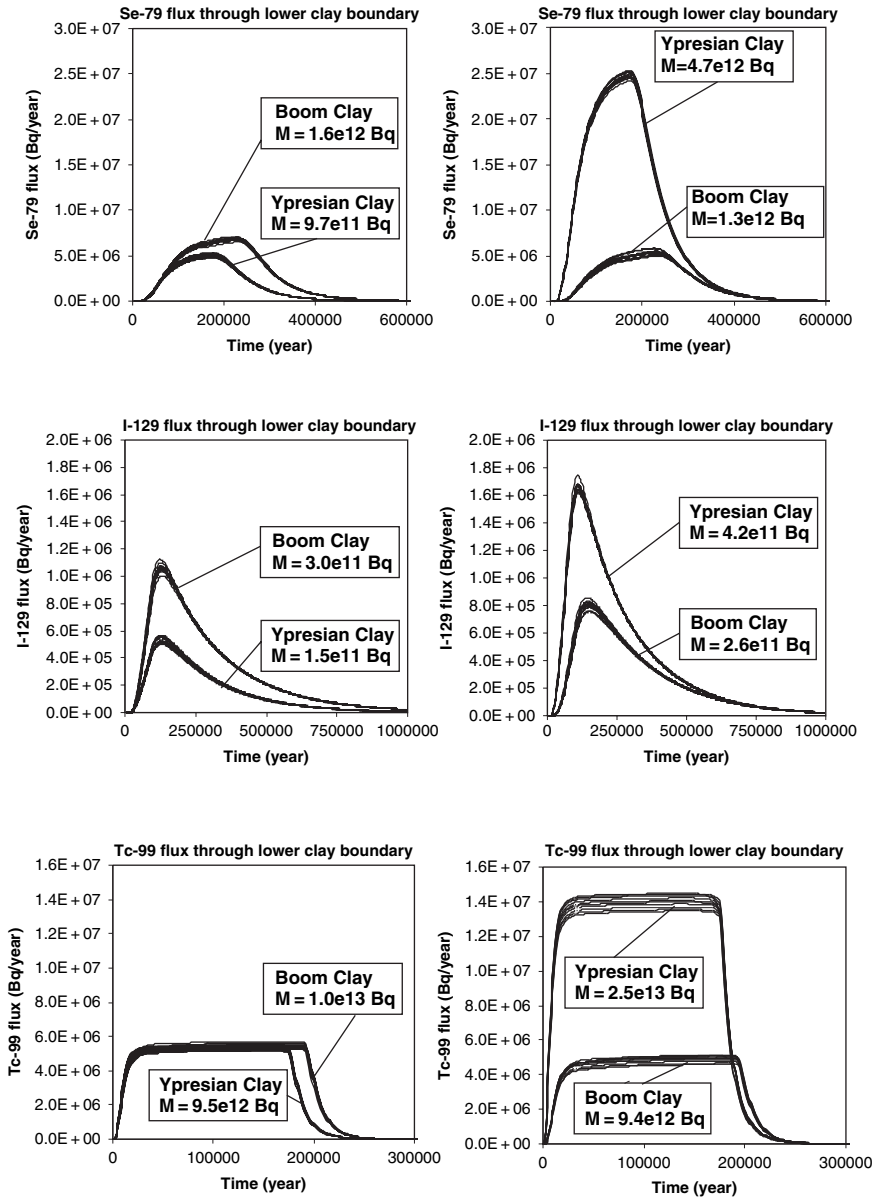 Se-79 flux through lower clay boundary
3.0E + 07
2.5E + 07
2.0E + 07
1.5E + 07
1.0E + 07
5.0E + 06
0.0E + 00
Se-79 flux (Bq/year)
Boom Clay
M = 1.6e12 Bq
Ypresian Clay
M = 9.7e11 Bq
0 200000 400000 600000
Time (year)
Se-79 flux through lower clay boundary
3.0E + 07
2.5E + 07
2.0E + 07
1.5E + 07
1.0E + 07
5.0E + 06
0.0E + 00
Se-79 flux (Bq/year)
Ypresian Clay
M=4.7e12 Bq
Boom Clay
M=1.3e12 Bq
0 200000 400000 600000
Time (year)
I-129 flux through lower clay boundary
2.0E + 06
1.8E + 06
1.6E + 06
1.4E + 06
1.2E + 06
1.0E + 06
8.0E + 05
6.0E + 05
4.0E + 05
2.0E + 05
0.0E + 00
I-129 flux (Bq/year)
Boom Clay
M = 3.0e11 Bq
Ypresian Clay
M = 1.5e11 Bq
0 250000 500000 750000 1000000
Time (year)
I-129 flux through lower clay boundary
2.0E + 06
1.8E + 06
1.6E + 06
1.4E + 06
1.2E + 06
1.0E + 06
8.0E + 05
6.0E + 05
4.0E + 05
2.0E + 05
0.0E + 00
I-129 flux (Bq/year)
Ypresian Clay
M = 4.2e11 Bq
Boom Clay
M = 2.6e11 Bq
0 250000 500000 750000 1000000
Time (year)
Tc-99 flux through lower clay boundary
1.6E + 07
1.4E + 07
1.2E + 07
1.0E + 07
8.0E + 06
6.0E + 06
4.0E + 06
2.0E + 06
0.0E + 00
Tc-99 flux (Bq/year)
Boom Clay
M = 1.0e13 Bq
Ypresian Clay
M = 9.5e12 Bq
0 100000 200000 300000
Time (year)
Tc-99 flux through lower clay boundary
1.6E + 07
1.4E + 07
1.2E + 07
1.0E + 07
8.0E + 06
6.0E + 06
4.0E + 06
2.0E + 06
0.0E + 00
Tc-99 flux (Bq/year)
Ypresian Clay
M = 2.5e13 Bq
Boom Clay
M = 9.4e12 Bq
0 100000 200000 300000
Time (year)